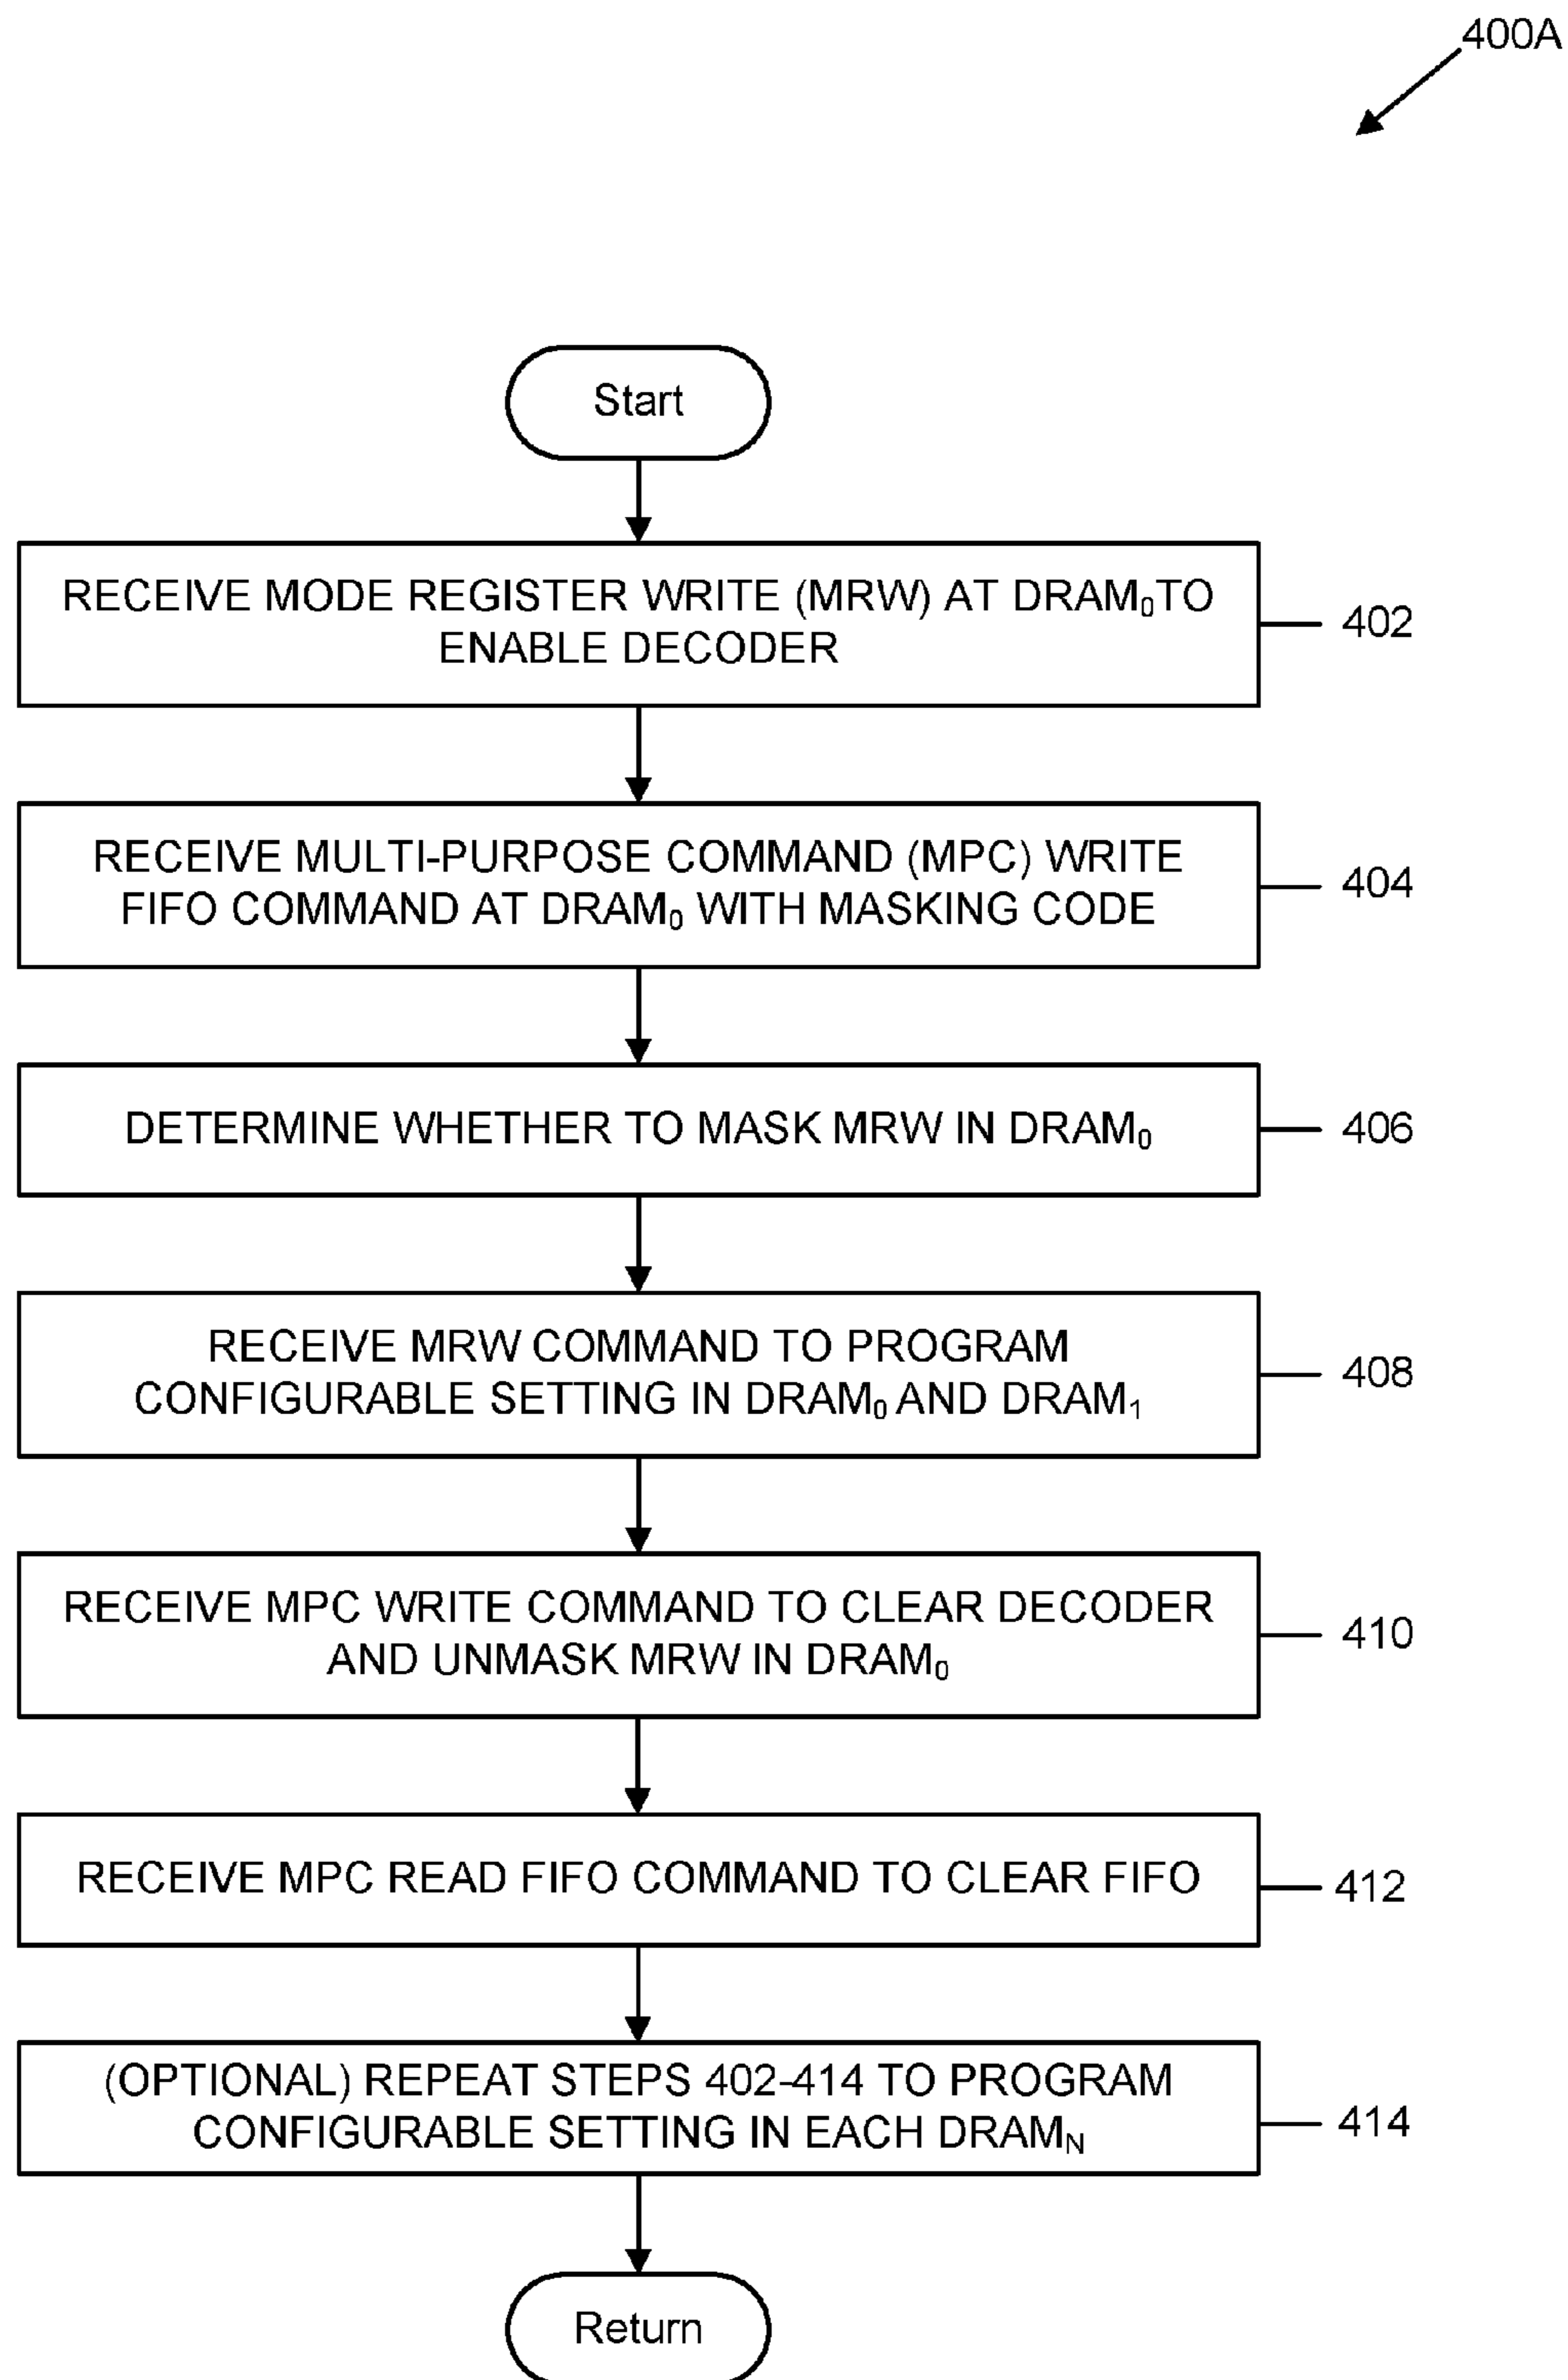 400A
Start
RECEIVE MODE REGISTER WRITE (MRW) AT DRAM₀TO
ENABLE DECODER
402
RECEIVE MULTI-PURPOSE COMMAND (MPC) WRITE
FIFO COMMAND AT DRAM₀ WITH MASKING CODE
404
DETERMINE WHETHER TO MASK MRW IN DRAM₀
406
RECEIVE MRW COMMAND TO PROGRAM
CONFIGURABLE SETTING IN DRAM₀ AND DRAM₁
408
RECEIVE MPC WRITE COMMAND TO CLEAR DECODER
AND UNMASK MRW IN DRAM₀
410
RECEIVE MPC READ FIFO COMMAND TO CLEAR FIFO
412
(OPTIONAL) REPEAT STEPS 402-414 TO PROGRAM
CONFIGURABLE SETTING IN EACH DRAMN
414
Return